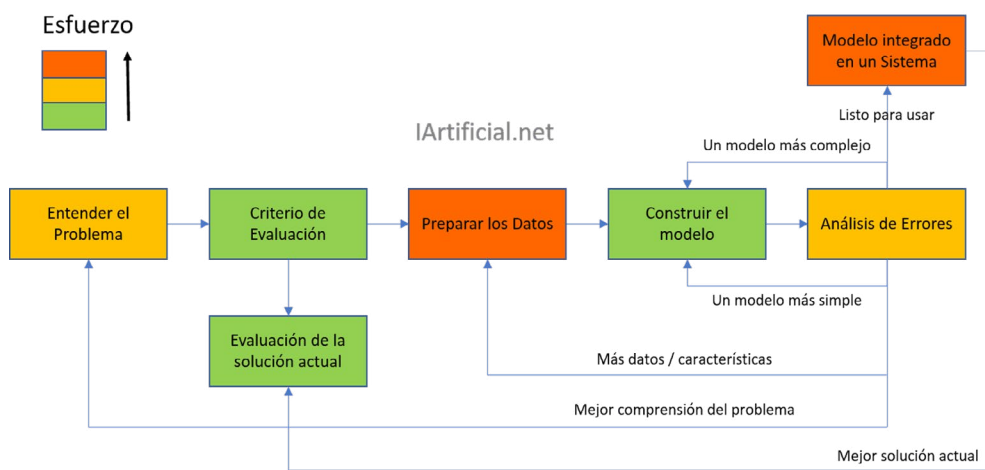 Esfuerzo
Modelo integrado
en un Sistema
Listo para usar
IArtificial.net
Un modelo más complejo
Entender el
Problema
Criterio de
Evaluación
Preparar los Datos
Construir el
modelo
Análisis de Errores
Un modelo más simple
Evaluación de la
solución actual
Más datos / características
Mejor comprensión del problema
Mejor solución actual